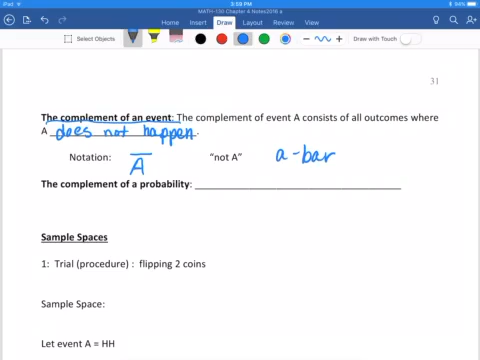 iPad
3:59 PM
94%
MATH-130 Chapter 4 Notes2016 a
Home Insert Draw Layout Review View
Select Objects
Draw with Touch
31
The complement of an event: The complement of event A consists of all outcomes where
A does not happen.
Notation: A̅ "not A" a-bar
The complement of a probability: ________________
Sample Spaces
1: Trial (procedure) : flipping 2 coins
Sample Space:
Let event A = HH